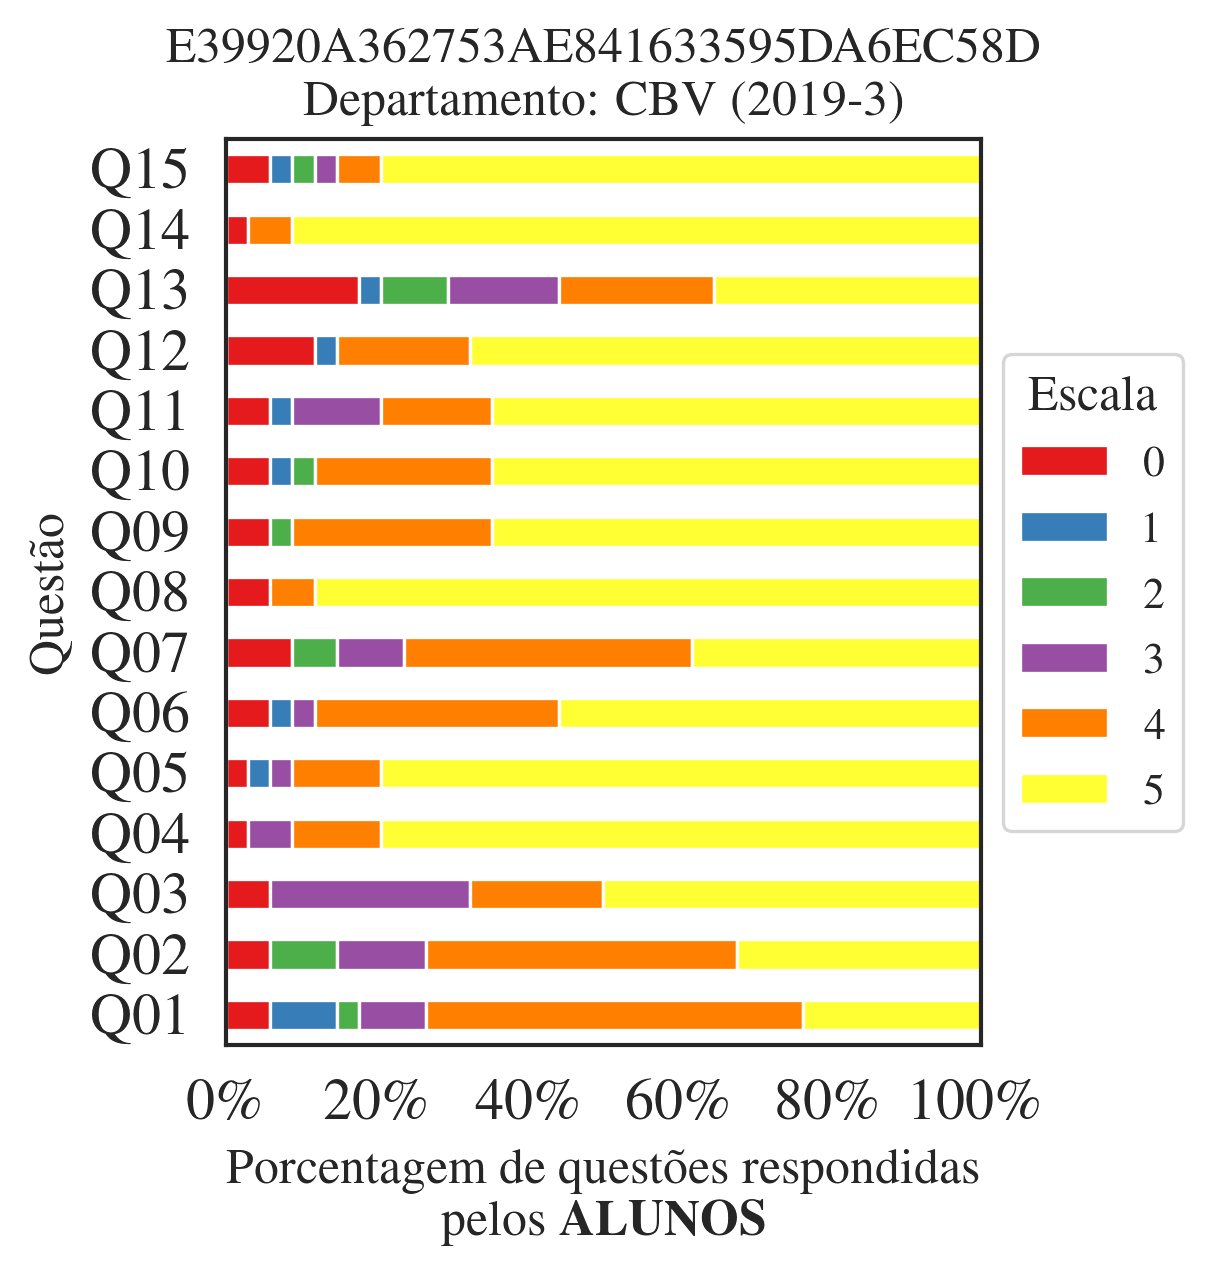 E39920A362753AE841633595DA6EC58D
Departamento: CBV (2019-3)
Q15
Q14
Q13
Q12
Q11
Q10
Q09
Q08
Q07
Q06
Q05
Q04
Q03
Q02
Q01
Questão
0% 20% 40% 60% 80% 100%
Porcentagem de questões respondidas
pelos ALUNOS
Escala
0
1
2
3
4
5